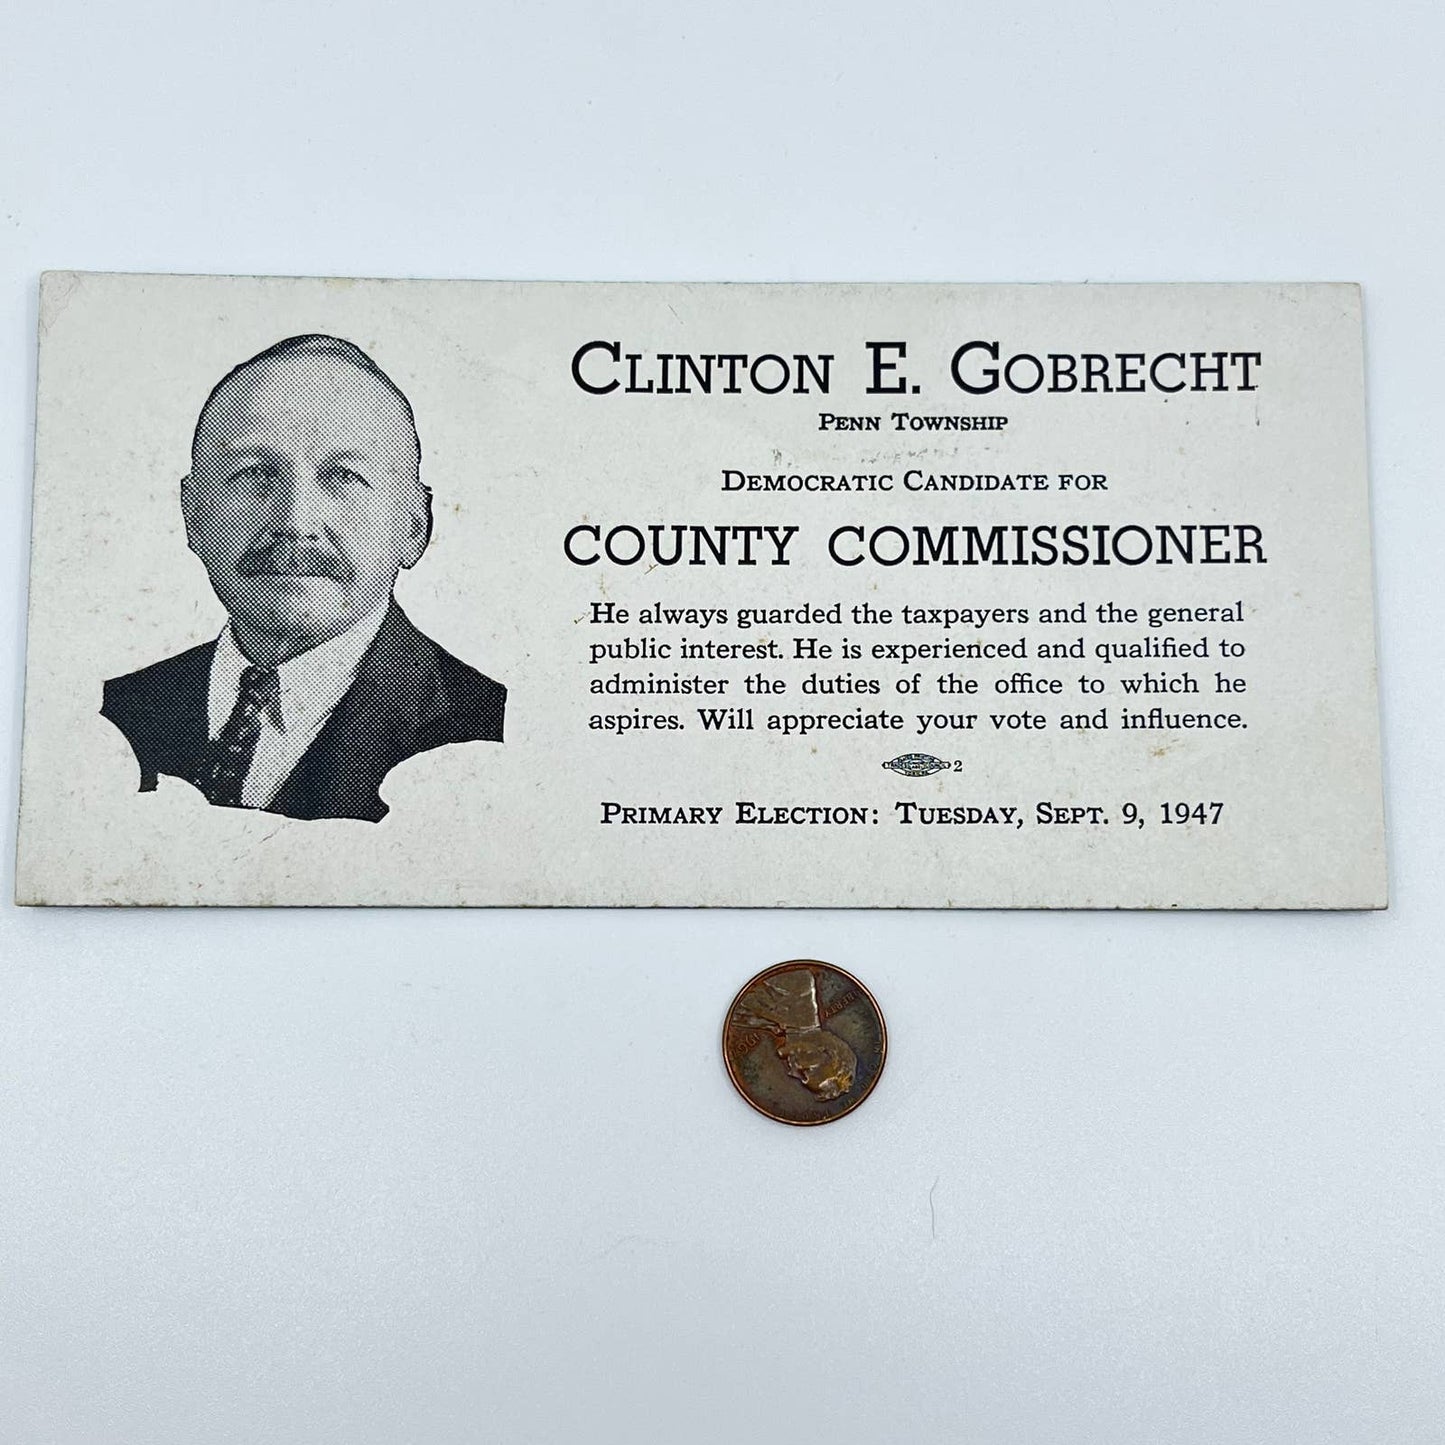 CLINTON E. GOBRECHT
PENN TOWNSHIP
DEMOCRATIC CANDIDATE FOR
COUNTY COMMISSIONER
He always guarded the taxpayers and the general
public interest. He is experienced and qualified to
administer the duties of the office to which he
aspires. Will appreciate your vote and influence.
2
PRIMARY ELECTION: TUESDAY, SEPT. 9, 1947
LIBERTY